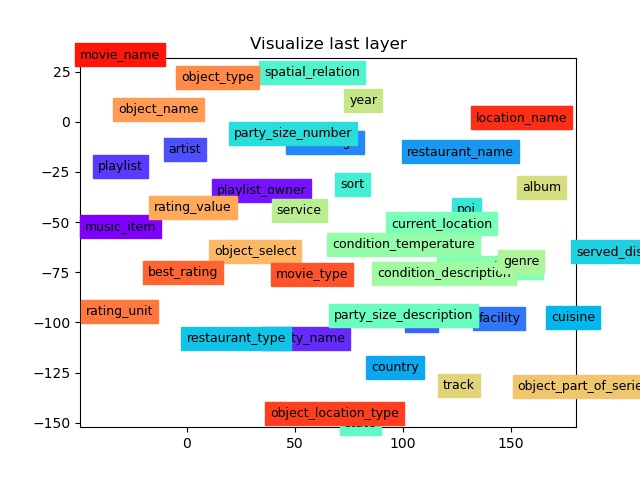 Visualize last layer
movie_name
object_type
spatial_relation
25
year
object_name
location_name
0
party_size_number
artist
restaurant_name
playlist
−25
sort
playlist_owner
album
rating_value
service
poi
−50
music_item
current_location
condition_temperature
object_select
served_dis
genre
best_rating
movie_type
condition_description
−75
rating_unit
−100
party_size_description
facility
cuisine
restaurant_type
ty_name
country
−125
track
object_part_of_serie
object_location_type
−150
0
50
100
150